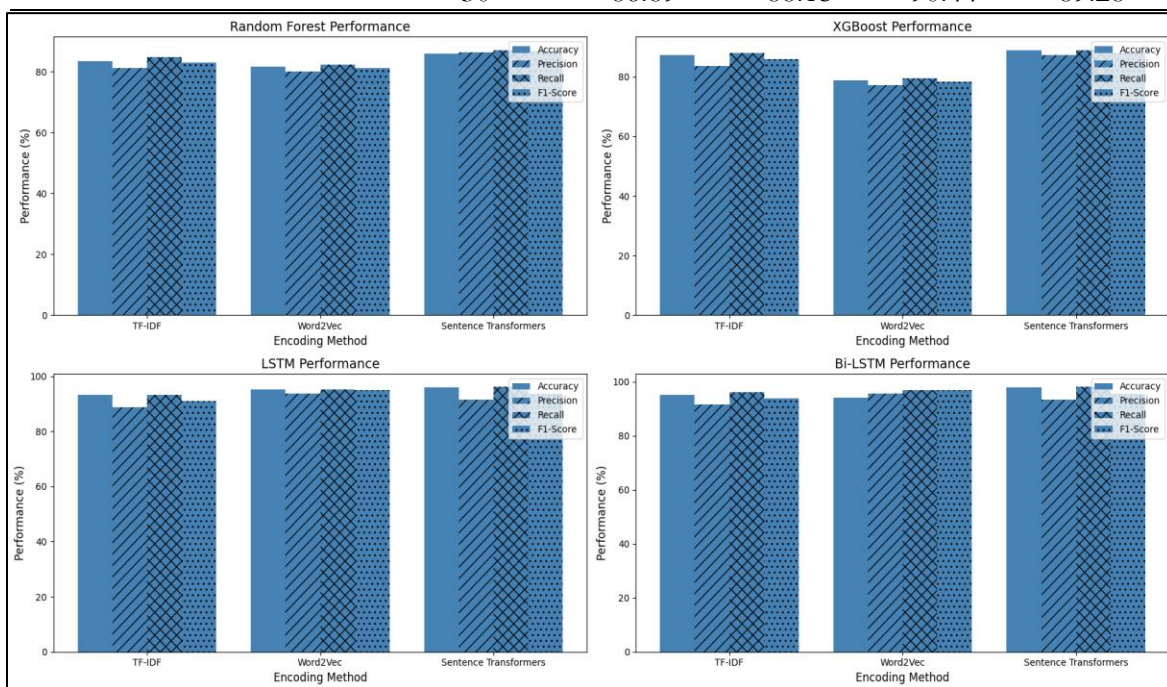 Random Forest Performance
Performance (%)
80
60
40
20
0
TF-IDF Word2Vec Sentence Transformers
Encoding Method
Accuracy
Precision
Recall
F1-Score
XGBoost Performance
Performance (%)
80
60
40
20
0
TF-IDF Word2Vec Sentence Transformers
Encoding Method
Accuracy
Precision
Recall
F1-Score
LSTM Performance
Performance (%)
100
80
60
40
20
0
TF-IDF Word2Vec Sentence Transformers
Encoding Method
Accuracy
Precision
Recall
F1-Score
Bi-LSTM Performance
Performance (%)
100
80
60
40
20
0
TF-IDF Word2Vec Sentence Transformers
Encoding Method
Accuracy
Precision
Recall
F1-Score